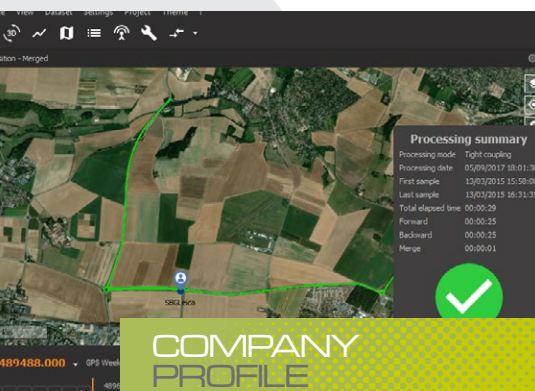 View Dataset Settings Project Theme
3D
Merged
Processing summary
Processing mode Tight coupling
Processing date 05/09/2017 18:01:3
First sample 13/03/2015 15:58:0
Last sample 13/03/2015 16:31:3
Total elapsed time 00:00:29
Forward 00:00:25
Backward 00:00:25
Merge 00:00:01
489488.000 GPS Week
COMPANY
PROFILE